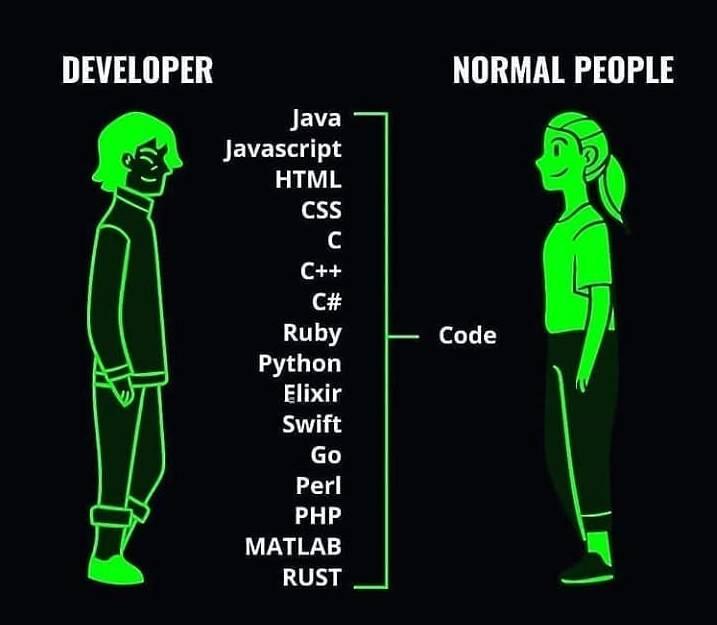 DEVELOPER
NORMAL PEOPLE
Java
Javascript
HTML
CSS
C
C++
C#
Ruby
Python
Elixir
Swift
Go
Perl
PHP
MATLAB
RUST
Code